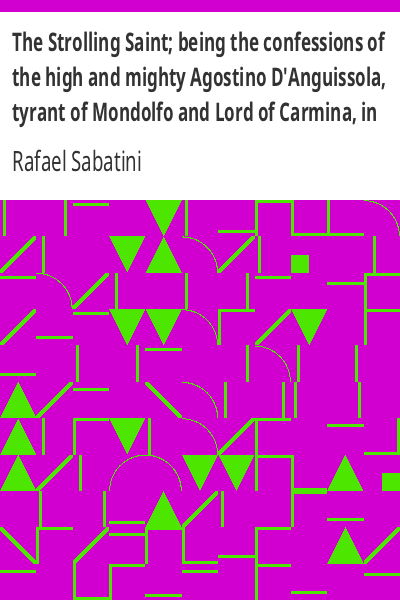 The Strolling Saint; being the confessions of
the high and mighty Agostino D'Anguissola,
tyrant of Mondolfo and Lord of Carmina, in
Rafael Sabatini